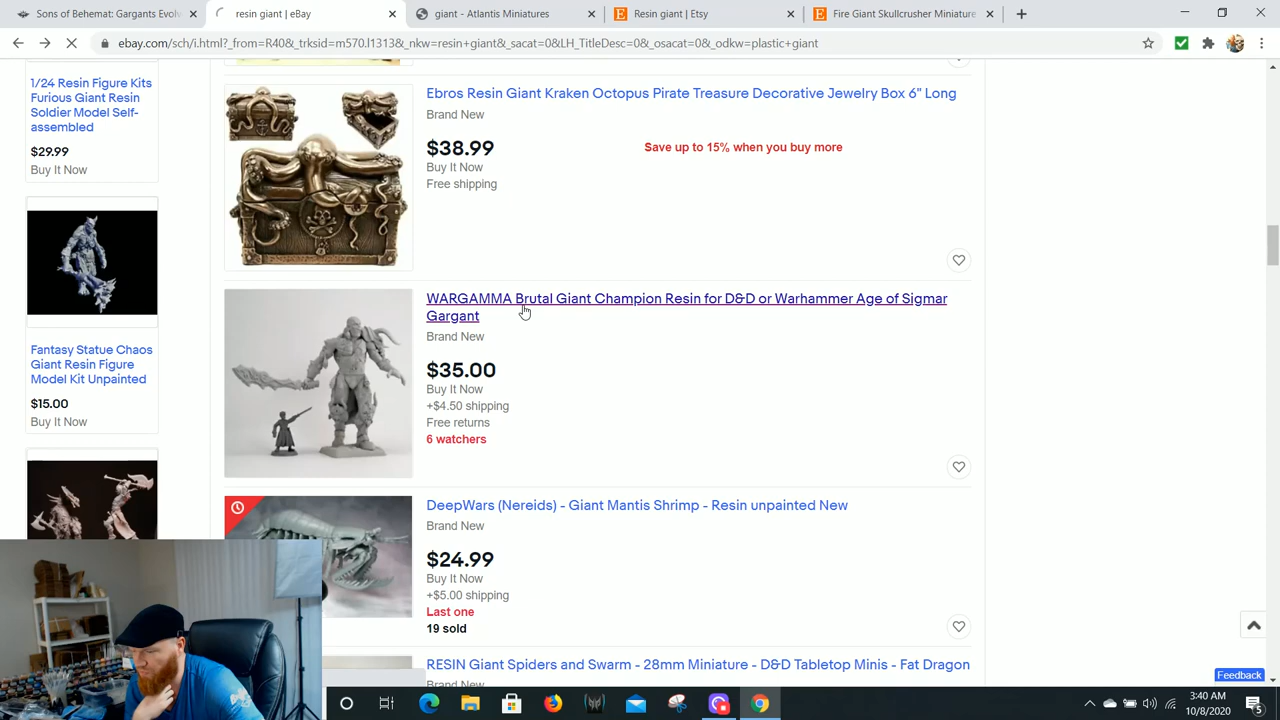 Sons of Behemat: Gargants Evolv
resin giant | eBay
giant - Atlantis Miniatures
Resin giant | Etsy
Fire Giant Skullcrusher Miniature
ebay.com/sch/i.html?_from=R40&_trksid=m570.l1313&_nkw=resin+giant&_sacat=0&LH_TitleDesc=0&_osacat=0&_odkw=plastic+giant
1/24 Resin Figure Kits
Furious Giant Resin
Soldier Model Self-
assembled
$29.99
Buy It Now
Fantasy Statue Chaos
Giant Resin Figure
Model Kit Unpainted
$15.00
Buy It Now
Ebros Resin Giant Kraken Octopus Pirate Treasure Decorative Jewelry Box 6" Long
Brand New
$38.99
Save up to 15% when you buy more
Buy It Now
Free shipping
WARGAMMA Brutal Giant Champion Resin for D&D or Warhammer Age of Sigmar
Gargant
Brand New
$35.00
Buy It Now
+$4.50 shipping
Free returns
6 watchers
DeepWars (Nereids) - Giant Mantis Shrimp - Resin unpainted New
Brand New
$24.99
Buy It Now
+$5.00 shipping
Last one
19 sold
RESIN Giant Spiders and Swarm - 28mm Miniature - D&D Tabletop Minis - Fat Dragon
Brand New
Feedback
3:40 AM
10/8/2020
5